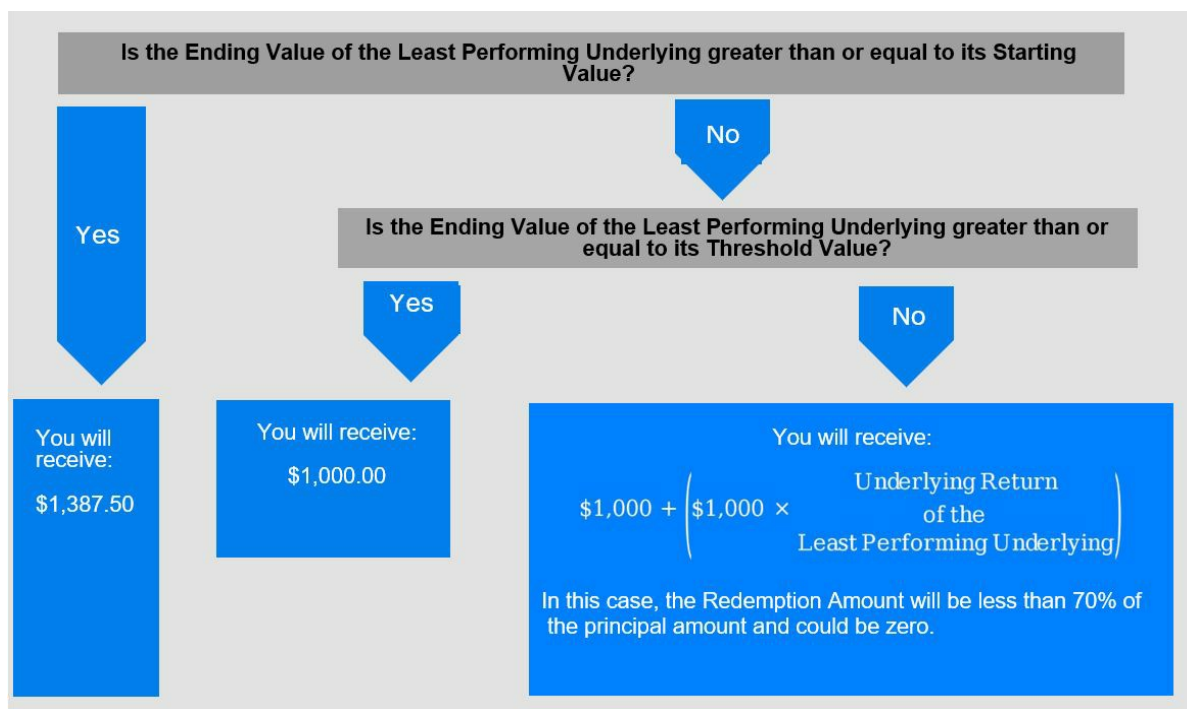 Is the Ending Value of the Least Performing Underlying greater than or equal to its Starting
Value?
No
Yes
Is the Ending Value of the Least Performing Underlying greater than or
equal to its Threshold Value?
Yes
No
You will
receive:
$1,387.50
You will receive:
$1,000.00
You will receive:
$1,000 + ($1,000 × Underlying Return
of the
Least Performing Underlying)
In this case, the Redemption Amount will be less than 70% of
the principal amount and could be zero.